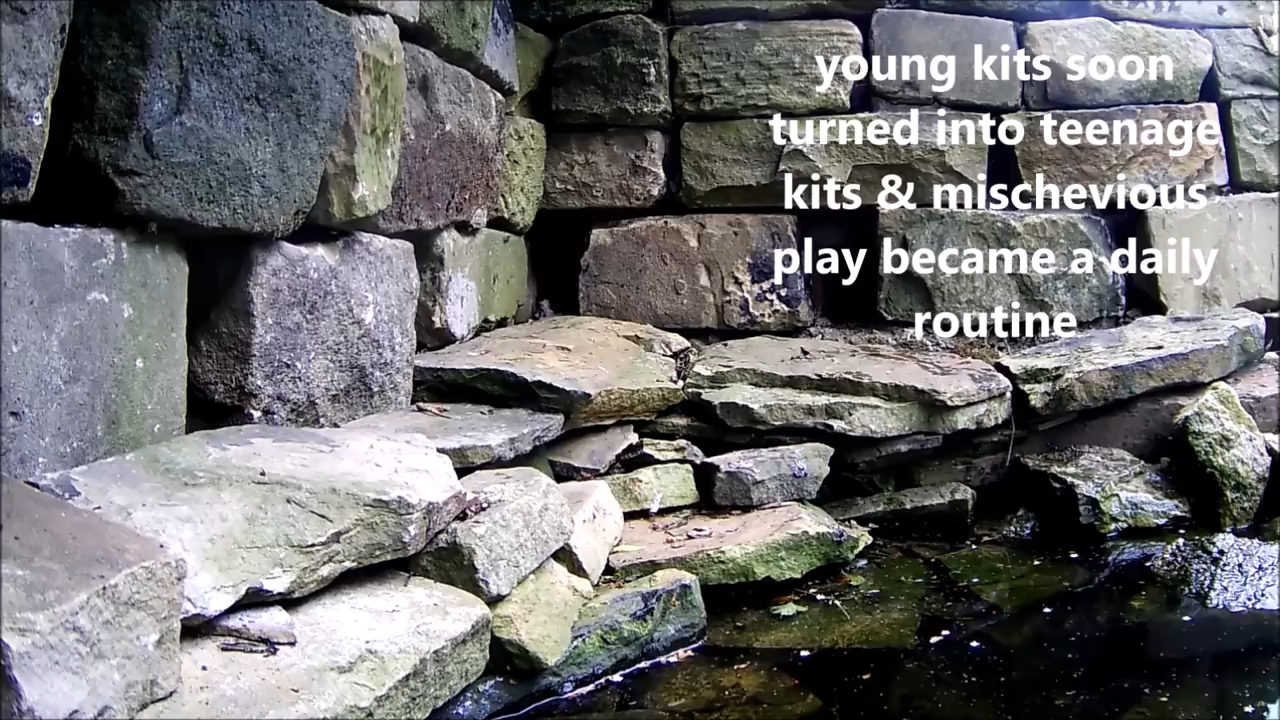 young kits soon
turned into teenage
kits & mischevious
play became a daily
routine